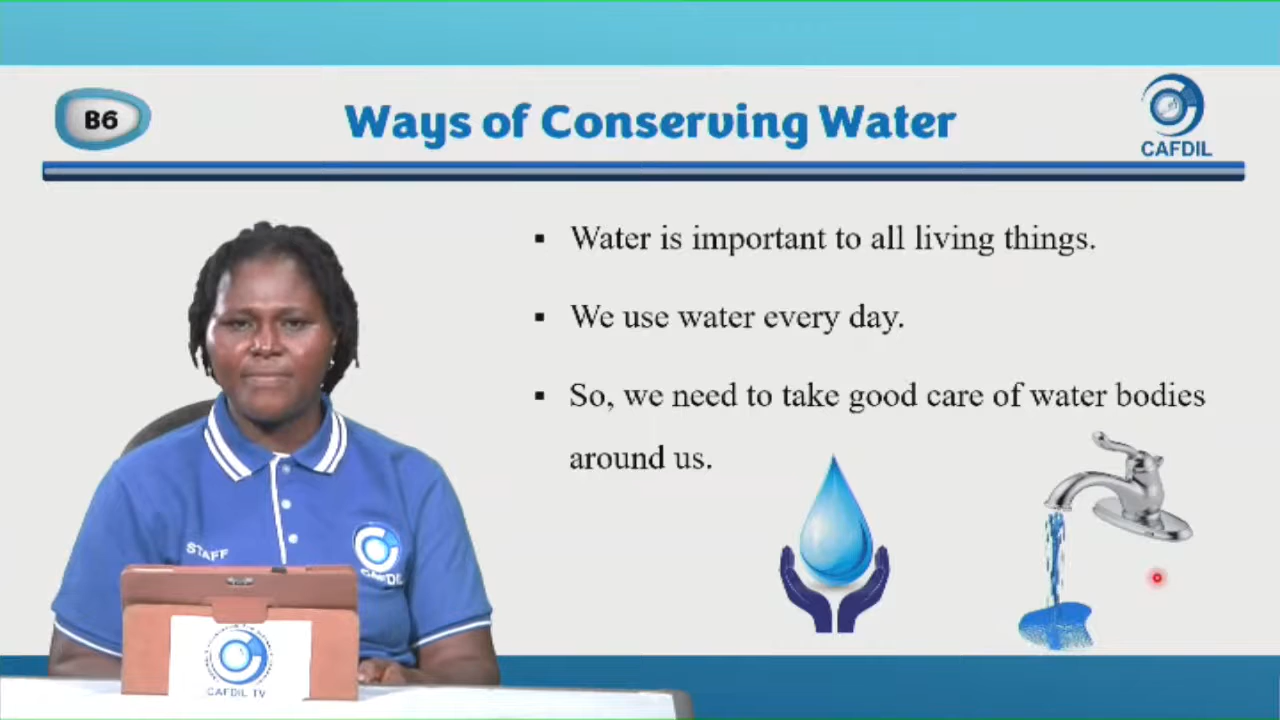 B6
Ways of Conserving Water
CAFDIL
▪ Water is important to all living things.
▪ We use water every day.
▪ So, we need to take good care of water bodies
around us.
STAFF
CAFDIL
CAFDIL TV